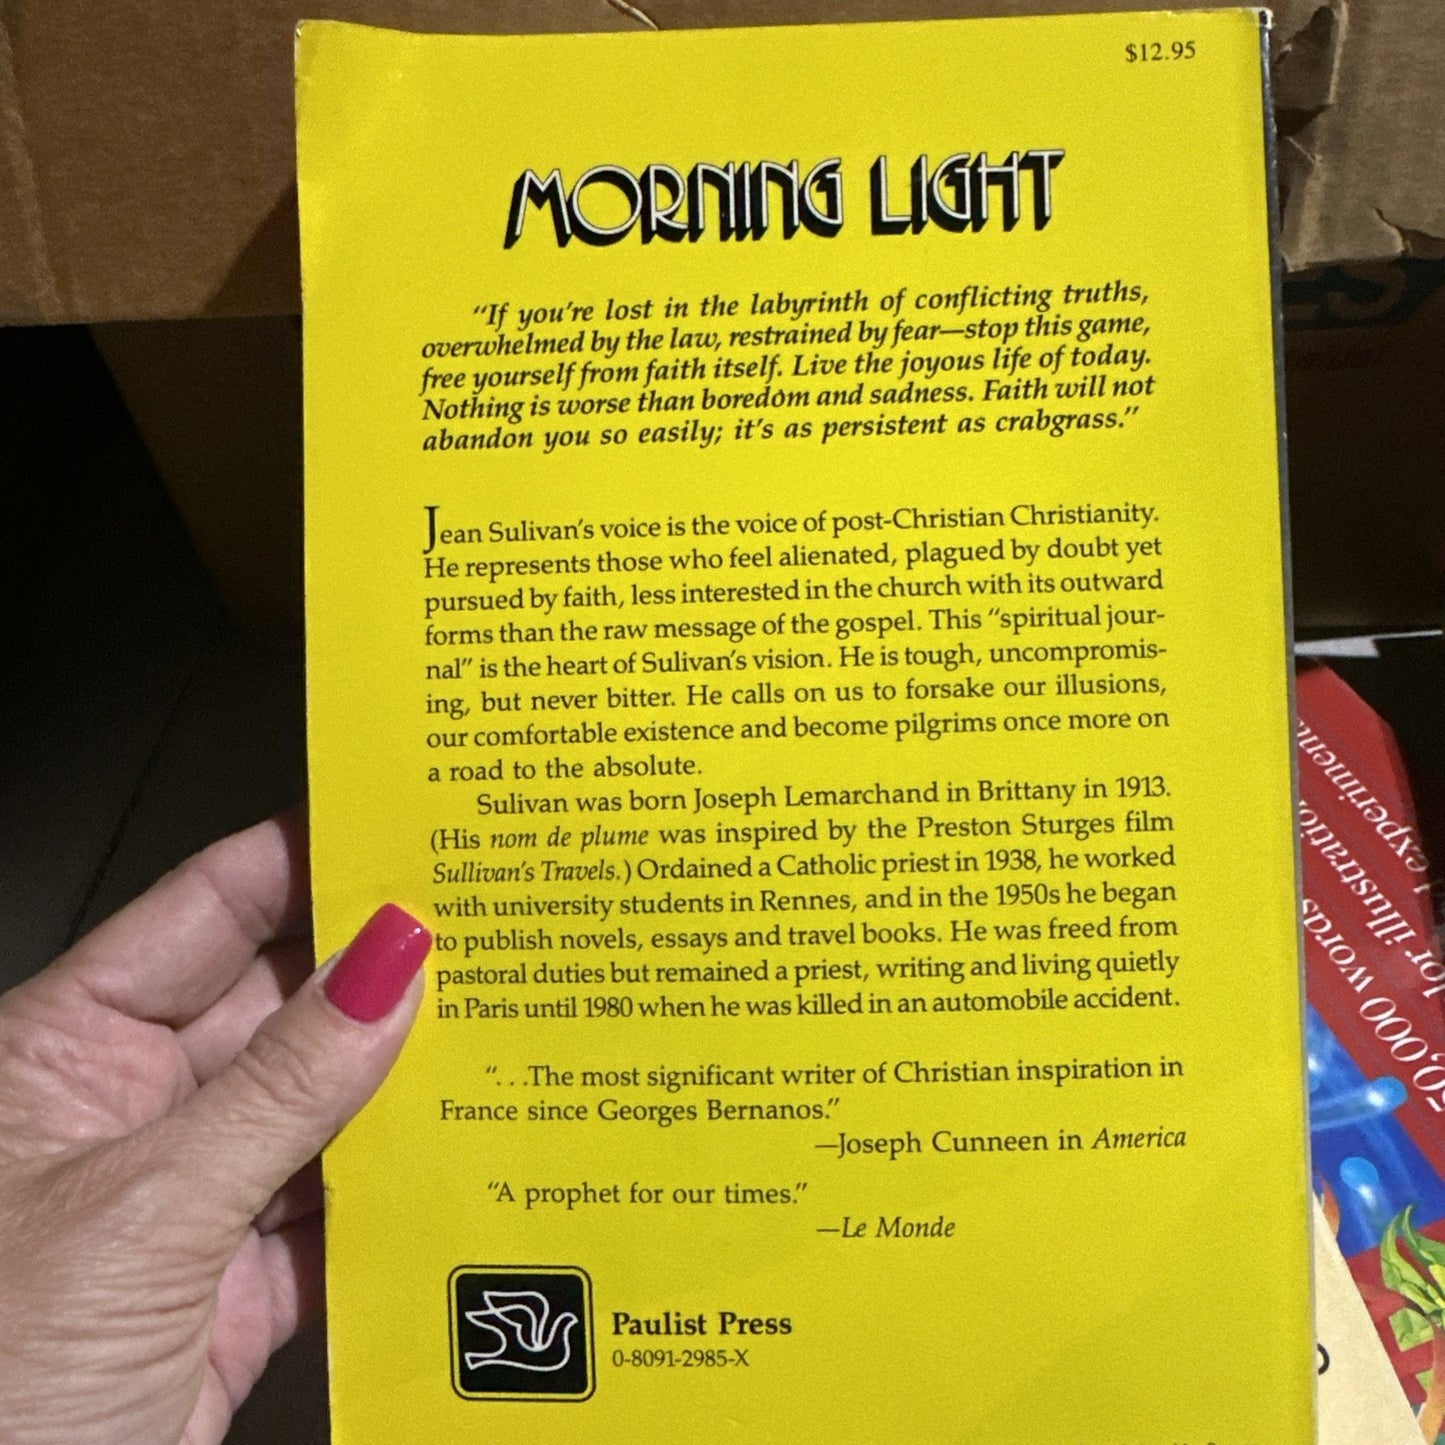 $12.95
MORNING LIGHT
“If you’re lost in the labyrinth of conflicting truths,
overwhelmed by the law, restrained by fear—stop this game,
free yourself from faith itself. Live the joyous life of today.
Nothing is worse than boredom and sadness. Faith will not
abandon you so easily; it’s as persistent as crabgrass.”
Jean Sulivan’s voice is the voice of post-Christian Christianity.
He represents those who feel alienated, plagued by doubt yet
pursued by faith, less interested in the church with its outward
forms than the raw message of the gospel. This “spiritual jour-
nal” is the heart of Sulivan’s vision. He is tough, uncompromis-
ing, but never bitter. He calls on us to forsake our illusions,
our comfortable existence and become pilgrims once more on
a road to the absolute.
Sulivan was born Joseph Lemarchand in Brittany in 1913.
(His nom de plume was inspired by the Preston Sturges film
Sullivan’s Travels.) Ordained a Catholic priest in 1938, he worked
with university students in Rennes, and in the 1950s he began
to publish novels, essays and travel books. He was freed from
pastoral duties but remained a priest, writing and living quietly
in Paris until 1980 when he was killed in an automobile accident.
“. . .The most significant writer of Christian inspiration in
France since Georges Bernanos.”
—Joseph Cunneen in America
“A prophet for our times.”
—Le Monde
Paulist Press
0-8091-2985-X
0,000 words